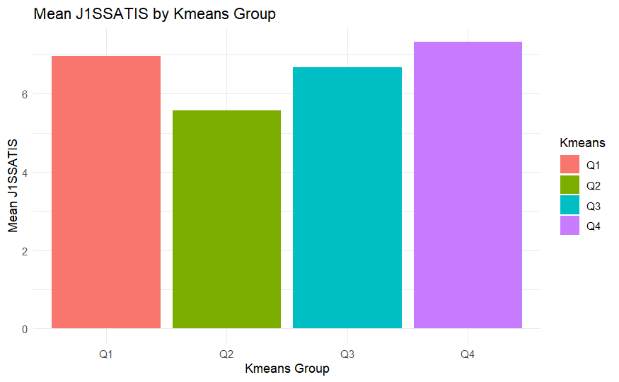 Mean J1SSATIS by Kmeans Group
Mean J1SSATIS
6
4
2
0
Q1 Q2 Q3 Q4
Kmeans Group
Kmeans
Q1
Q2
Q3
Q4